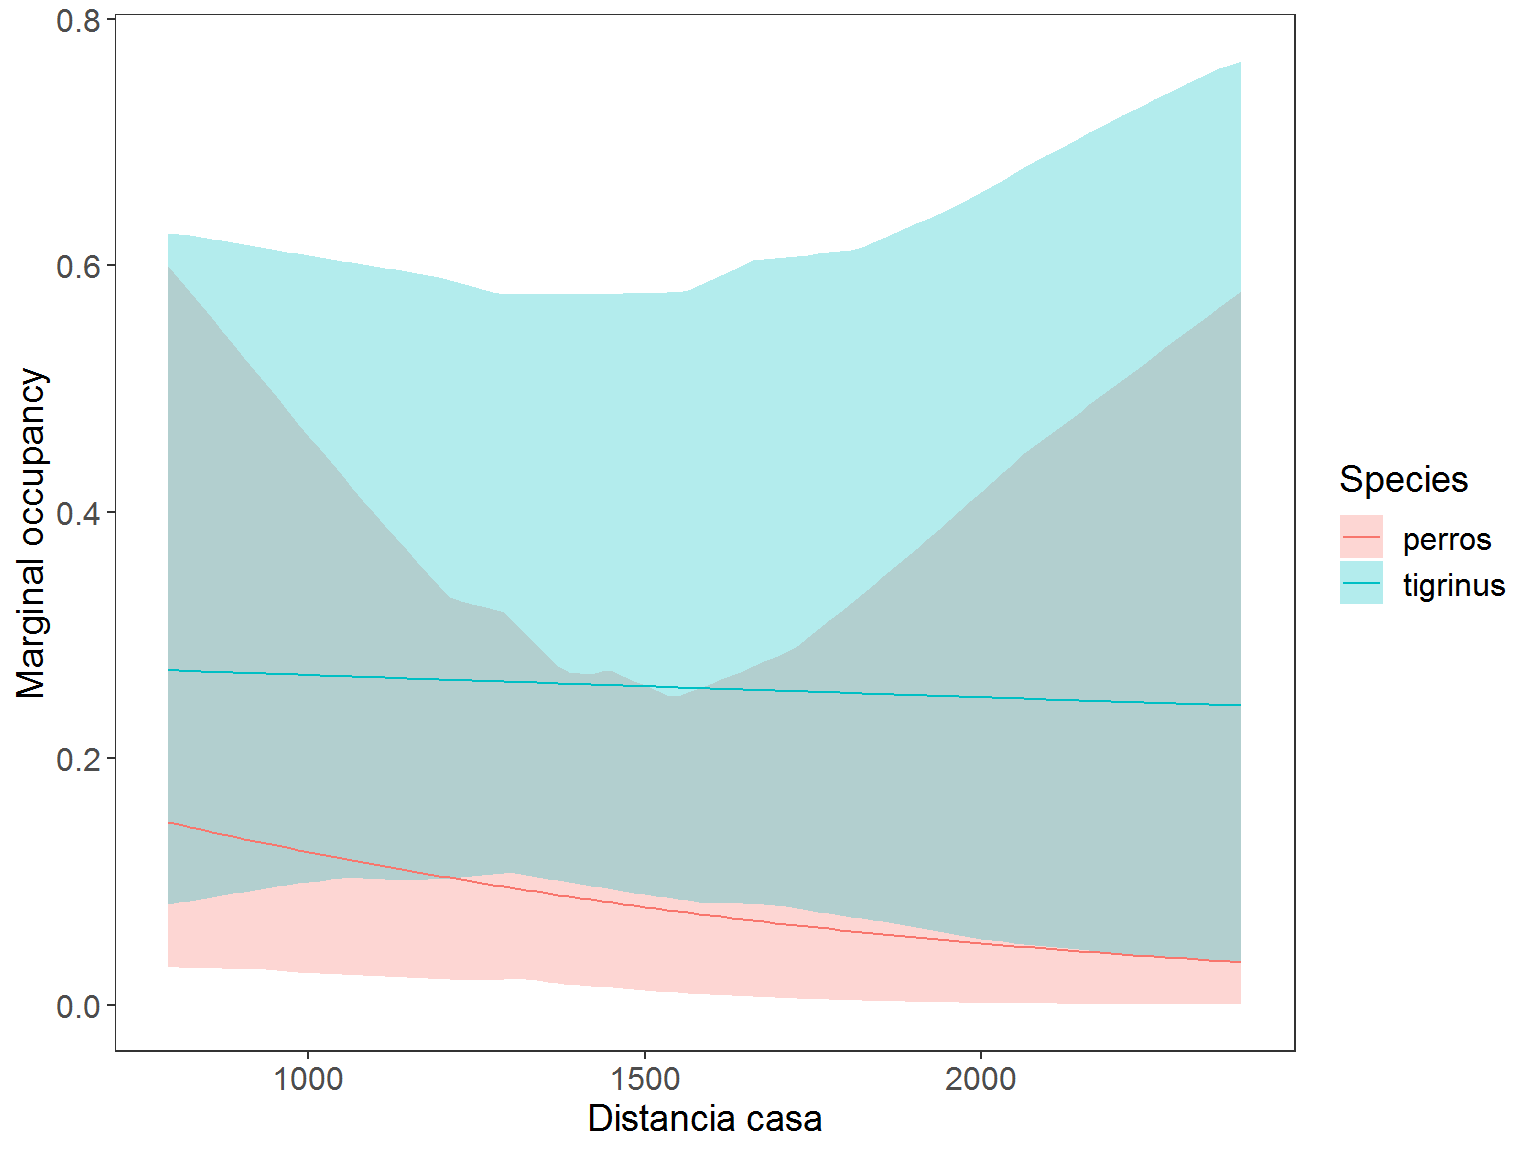 Marginal occupancy
0.8
0.6
0.4
0.2
0.0
1000 1500 2000
Distancia casa
Species
perros
tigrinus